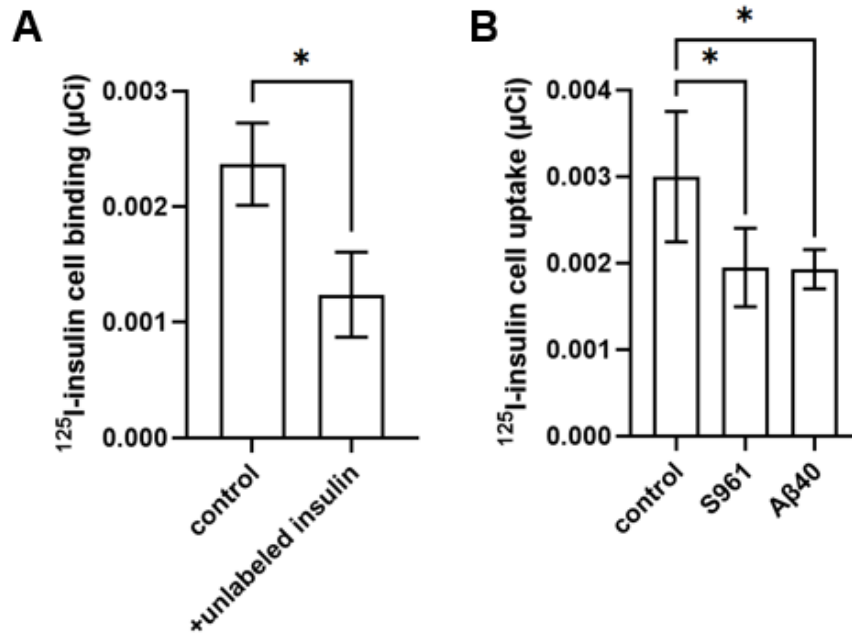 A
¹²⁵I-insulin cell binding (µCi)
0.003
0.002
0.001
0.000
*
control
+unlabeled insulin
B
¹²⁵I-insulin cell uptake (µCi)
0.004
0.003
0.002
0.001
0.000
*
*
control
S961
Aβ40